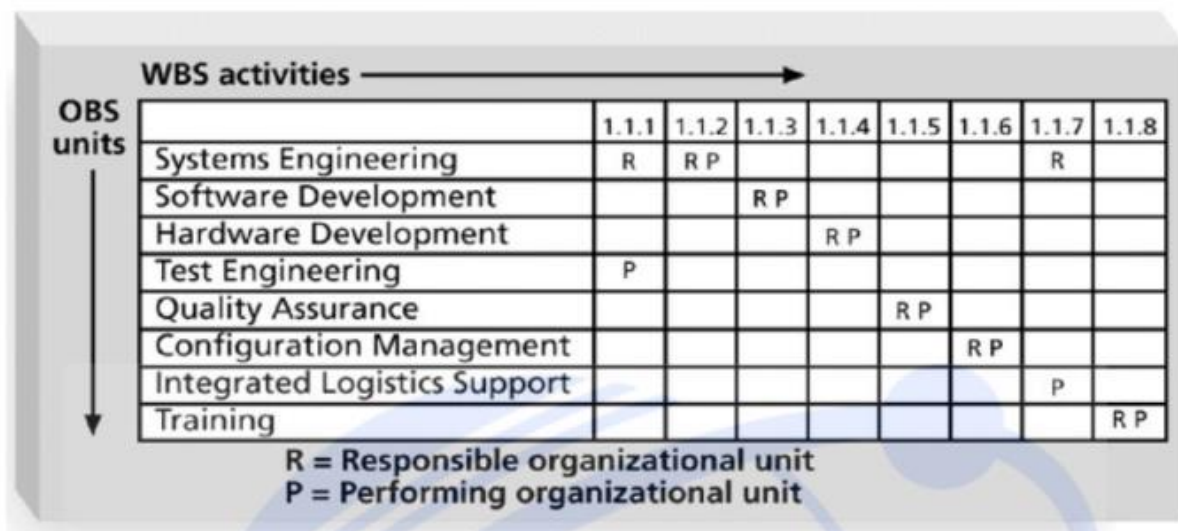 WBS activities
OBS units
1.1.1 1.1.2 1.1.3 1.1.4 1.1.5 1.1.6 1.1.7 1.1.8
Systems Engineering R R P R
Software Development R P
Hardware Development R P
Test Engineering P
Quality Assurance R P
Configuration Management R P
Integrated Logistics Support P
Training R P
R = Responsible organizational unit
P = Performing organizational unit